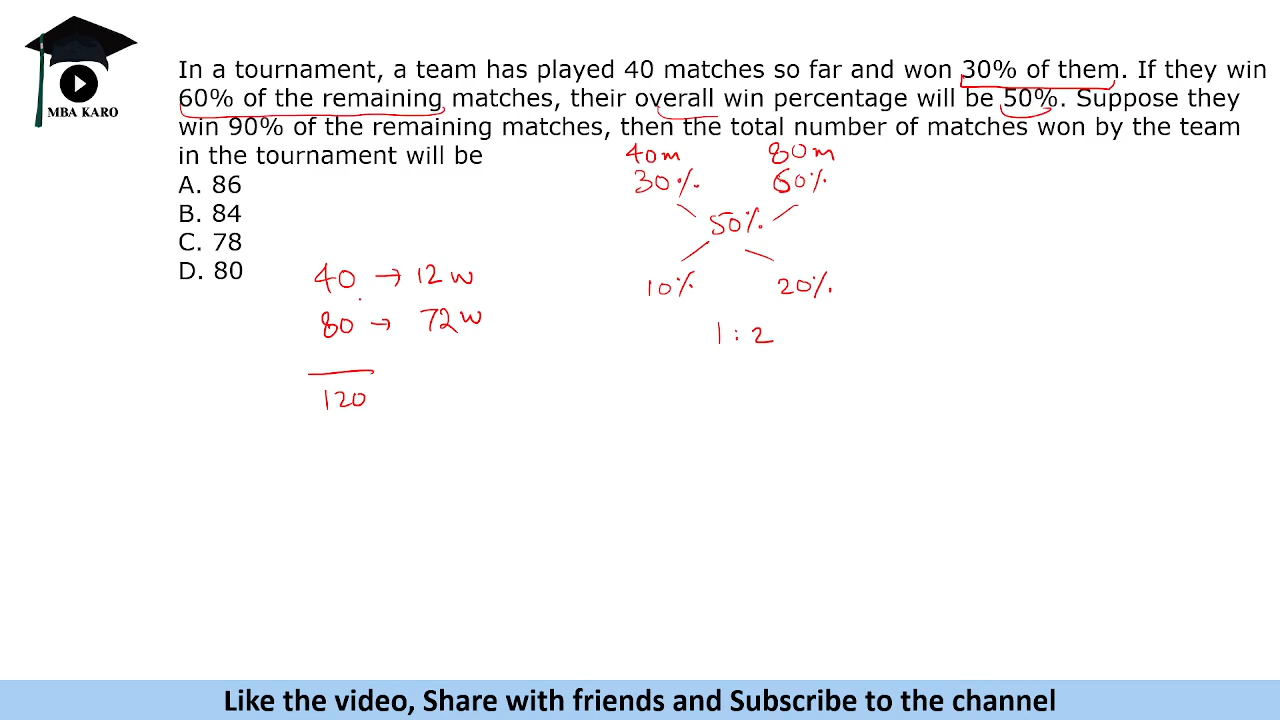 MBA KARO
In a tournament, a team has played 40 matches so far and won 30% of them. If they win
60% of the remaining matches, their overall win percentage will be 50%. Suppose they
win 90% of the remaining matches, then the total number of matches won by the team
in the tournament will be
A. 86
B. 84
C. 78
D. 80
40m 80m
30% 60%
50%
10% 20%
1 : 2
40 → 12 w
80 → 72 w
120
Like the video, Share with friends and Subscribe to the channel